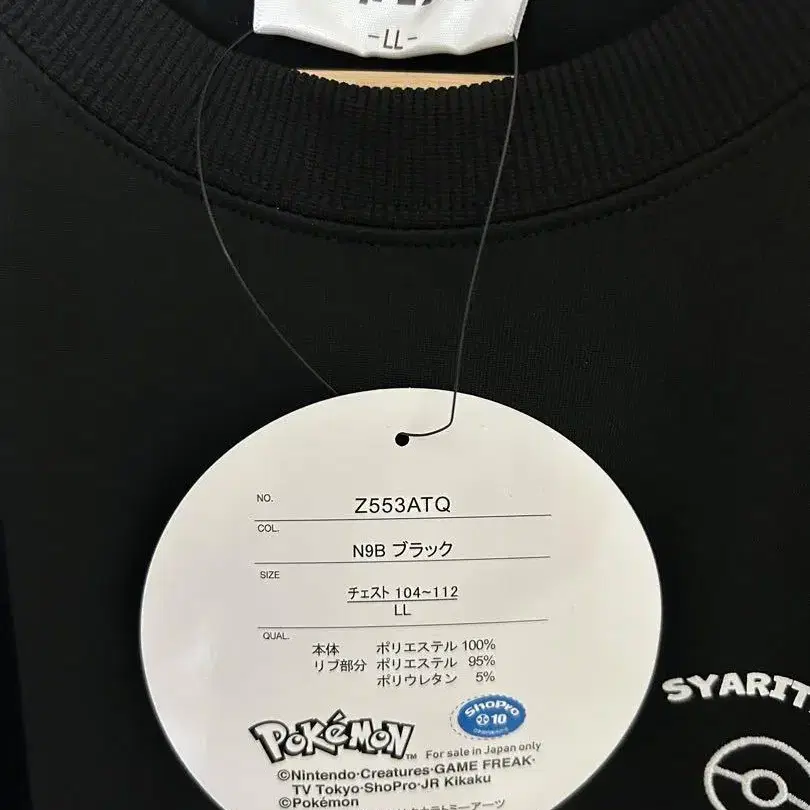 -LL-
NO.
Z553ATQ
COL.
N9B ブラック
SIZE
チェスト 104~112
LL
QUAL.
本体 ポリエステル 100%
リブ部分 ポリエステル 95%
ポリウレタン 5%
POKéMON TM
ShoPro
10
For sale in Japan only
©Nintendo・Creatures・GAME FREAK・
TV Tokyo・ShoPro・JR Kikaku
©Pokémon
SYARIT